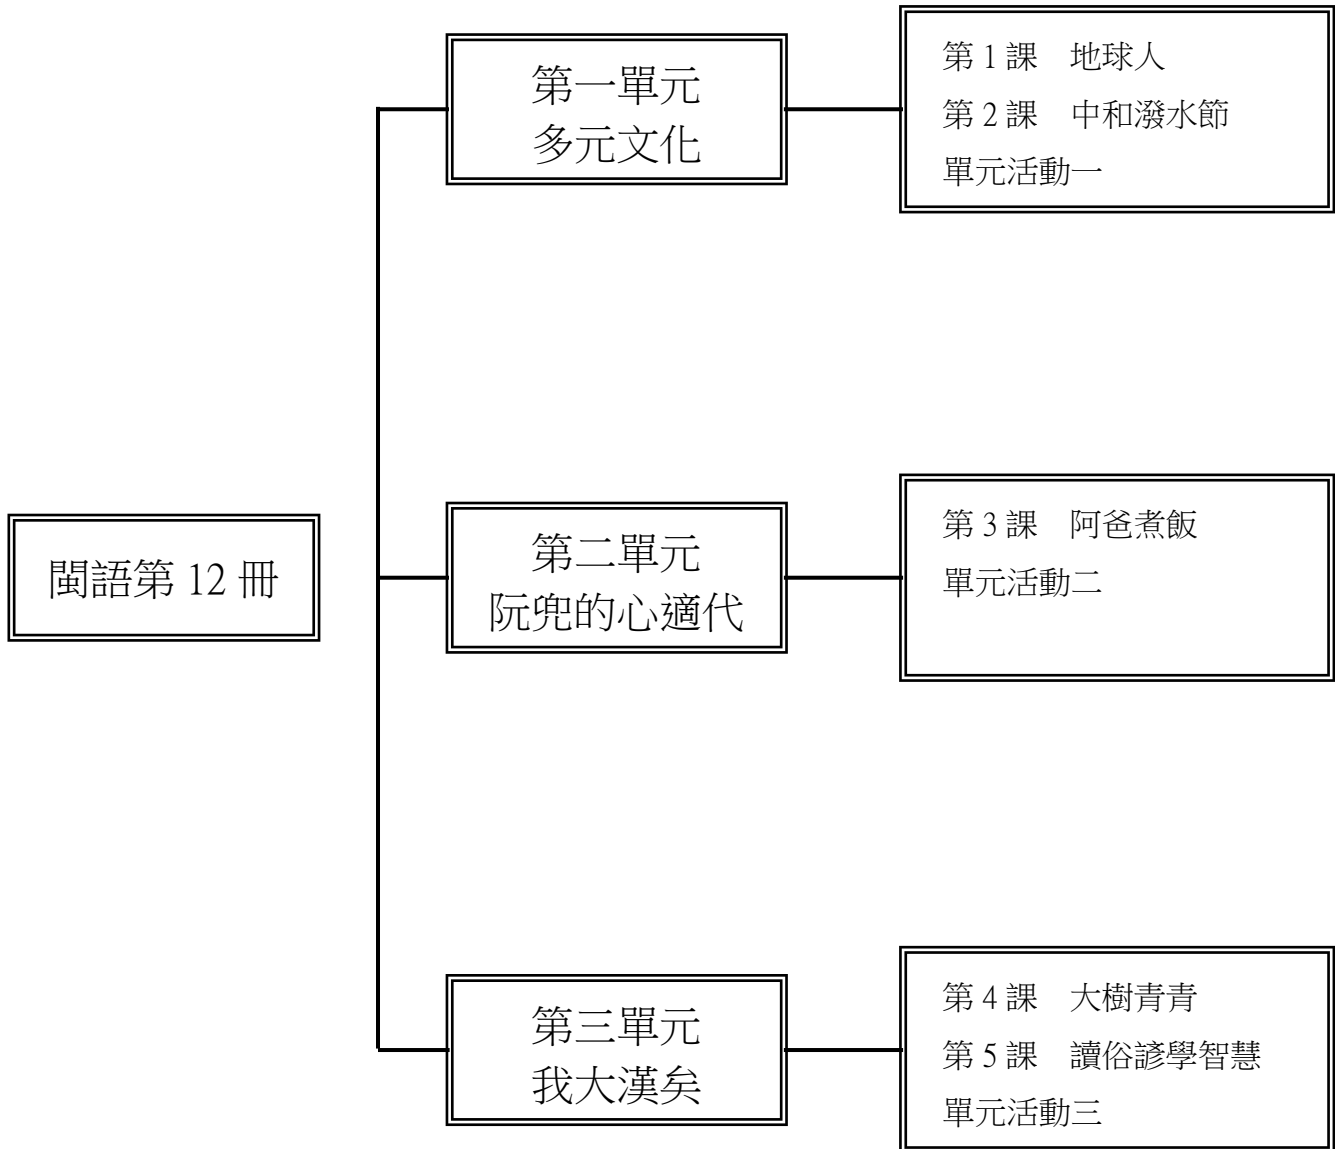 閩語第 12 冊
第一單元
多元文化
第 1 課　地球人
第 2 課　中和潑水節
單元活動一
第二單元
阮兜的心適代
第 3 課　阿爸煮飯
單元活動二
第三單元
我大漢矣
第 4 課　大樹青青
第 5 課　讀俗諺學智慧
單元活動三